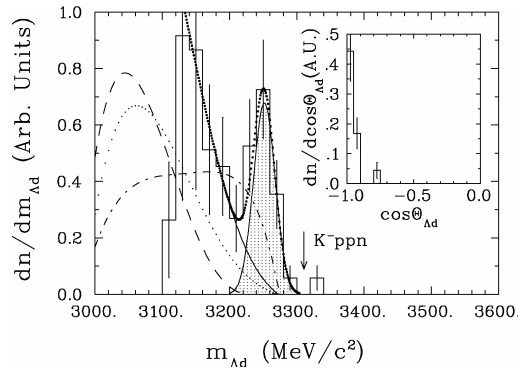 dn/dm_Λd (Arb. Units)
1.0
0.8
0.6
0.4
0.2
0.0
3000. 3100. 3200. 3300. 3400. 3500. 3600.
m_Λd (MeV/c²)
K⁻ppn
dn/dcosΘ_Λd(A.U.)
.5
.4
.3
.2
.1
.0
−1.0 −0.5 0.0
cosΘ_Λd